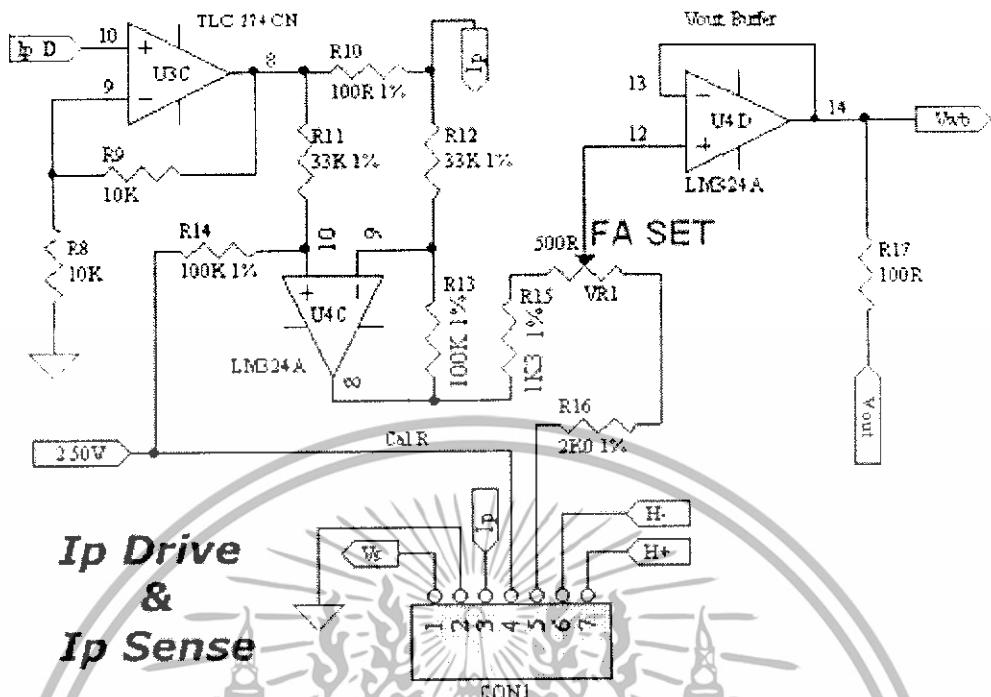 TLC 274 CN
Ip D
10
+
U3C
9
-
8
R10
100R 1%
Ip
R11
33K 1%
R12
33K 1%
R9
10K
R8
10K
R14
100K 1%
10
9
+
-
U4C
LM324A
8
R13
100K 1%
R15
1K3 1%
Vout Buffer
13
-
U4D
12
+
14
LM324A
500R
FA SET
VR1
R17
100R
Vout
R16
2K0 1%
2.50V
Cal R
Ip Drive
&
Ip Sense
Vs
Ip
H-
H+
1 2 3 4 5 6 7
CON1